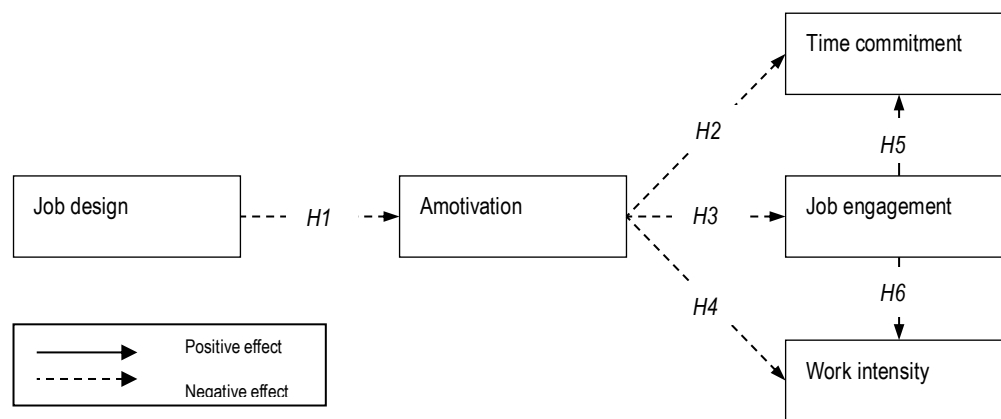 Time commitment
H2
H5
Job design
H1
Amotivation
H3
Job engagement
H4
H6
Positive effect
Negative effect
Work intensity